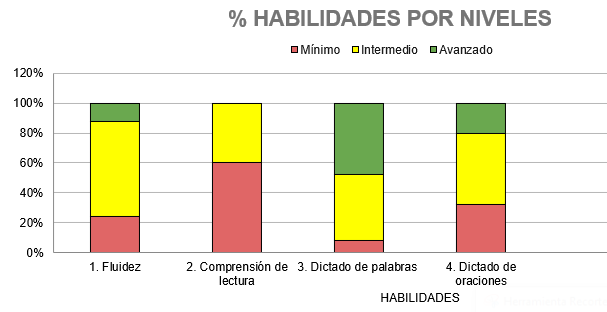 % HABILIDADES POR NIVELES
Mínimo Intermedio Avanzado
120%
100%
80%
60%
40%
20%
0%
1. Fluidez 2. Comprensión de lectura 3. Dictado de palabras 4. Dictado de oraciones
HABILIDADES